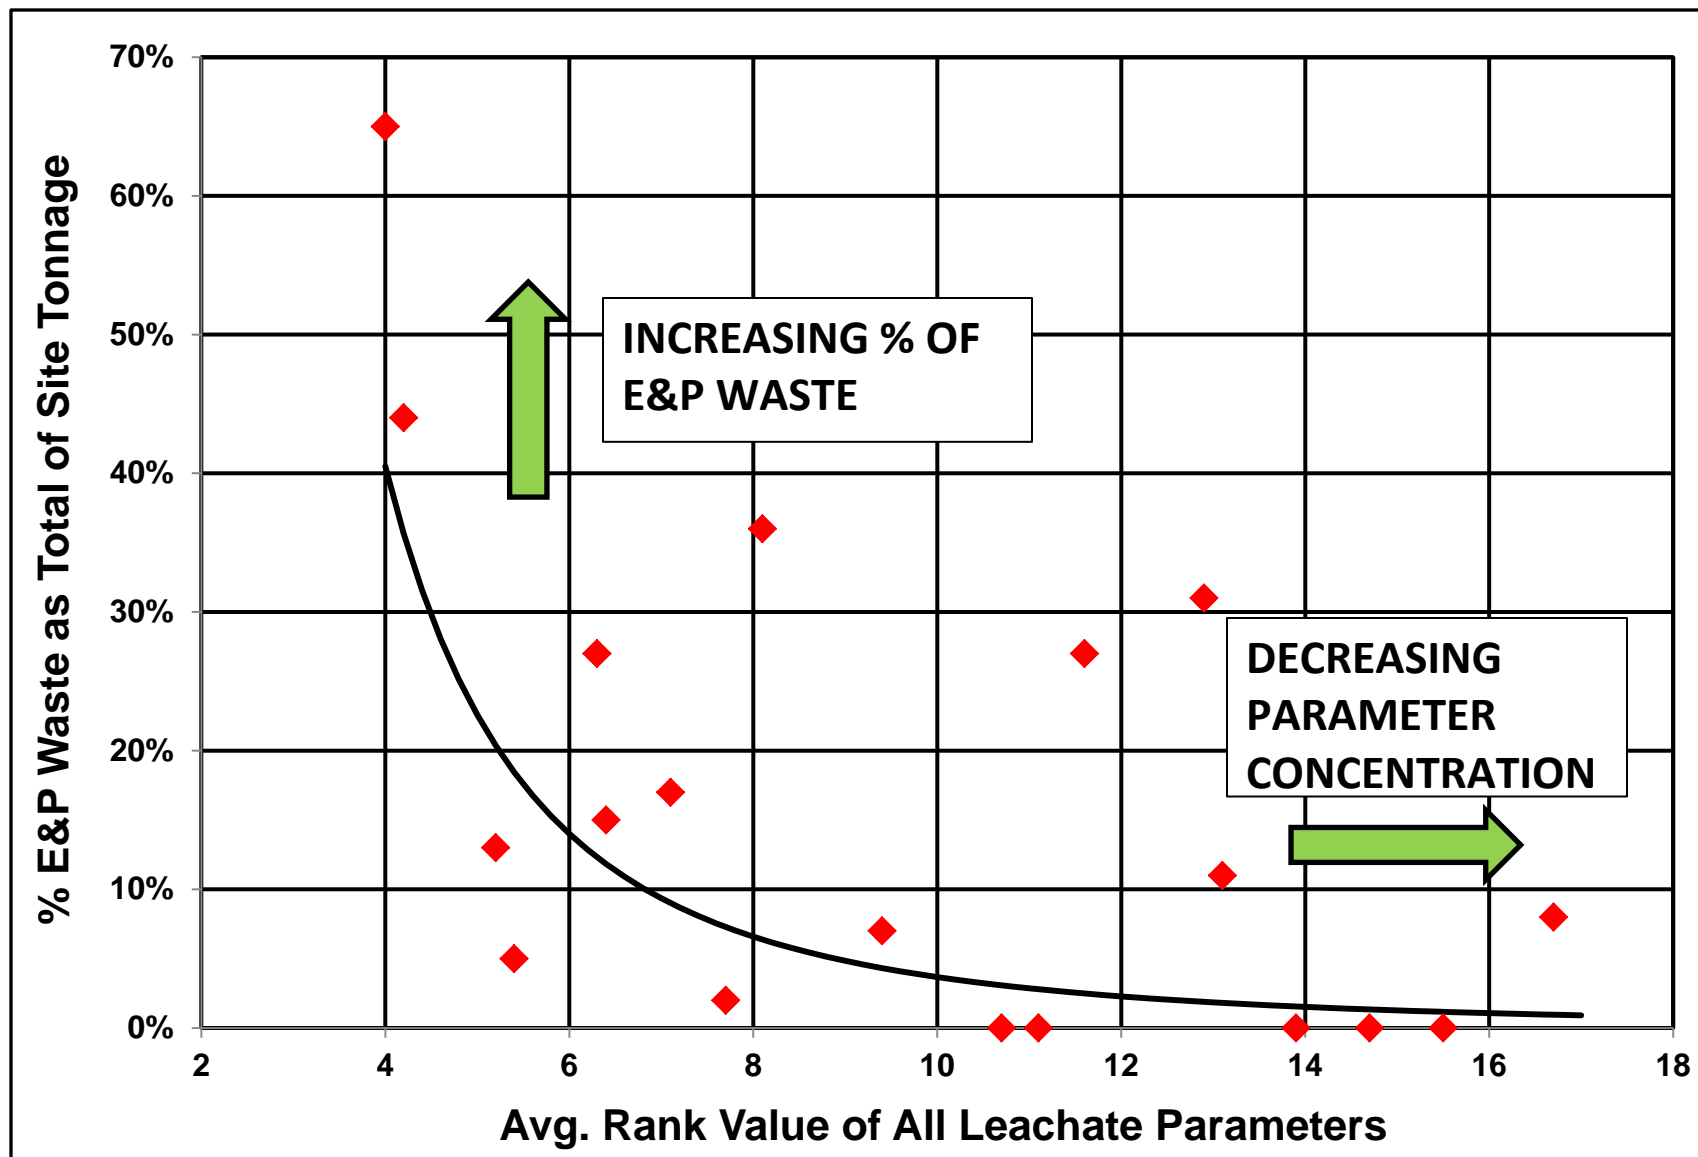 70%
60%
50%
40%
30%
20%
10%
0%
% E&P Waste as Total of Site Tonnage
INCREASING % OF
E&P WASTE
DECREASING
PARAMETER
CONCENTRATION
2 4 6 8 10 12 14 16 18
Avg. Rank Value of All Leachate Parameters